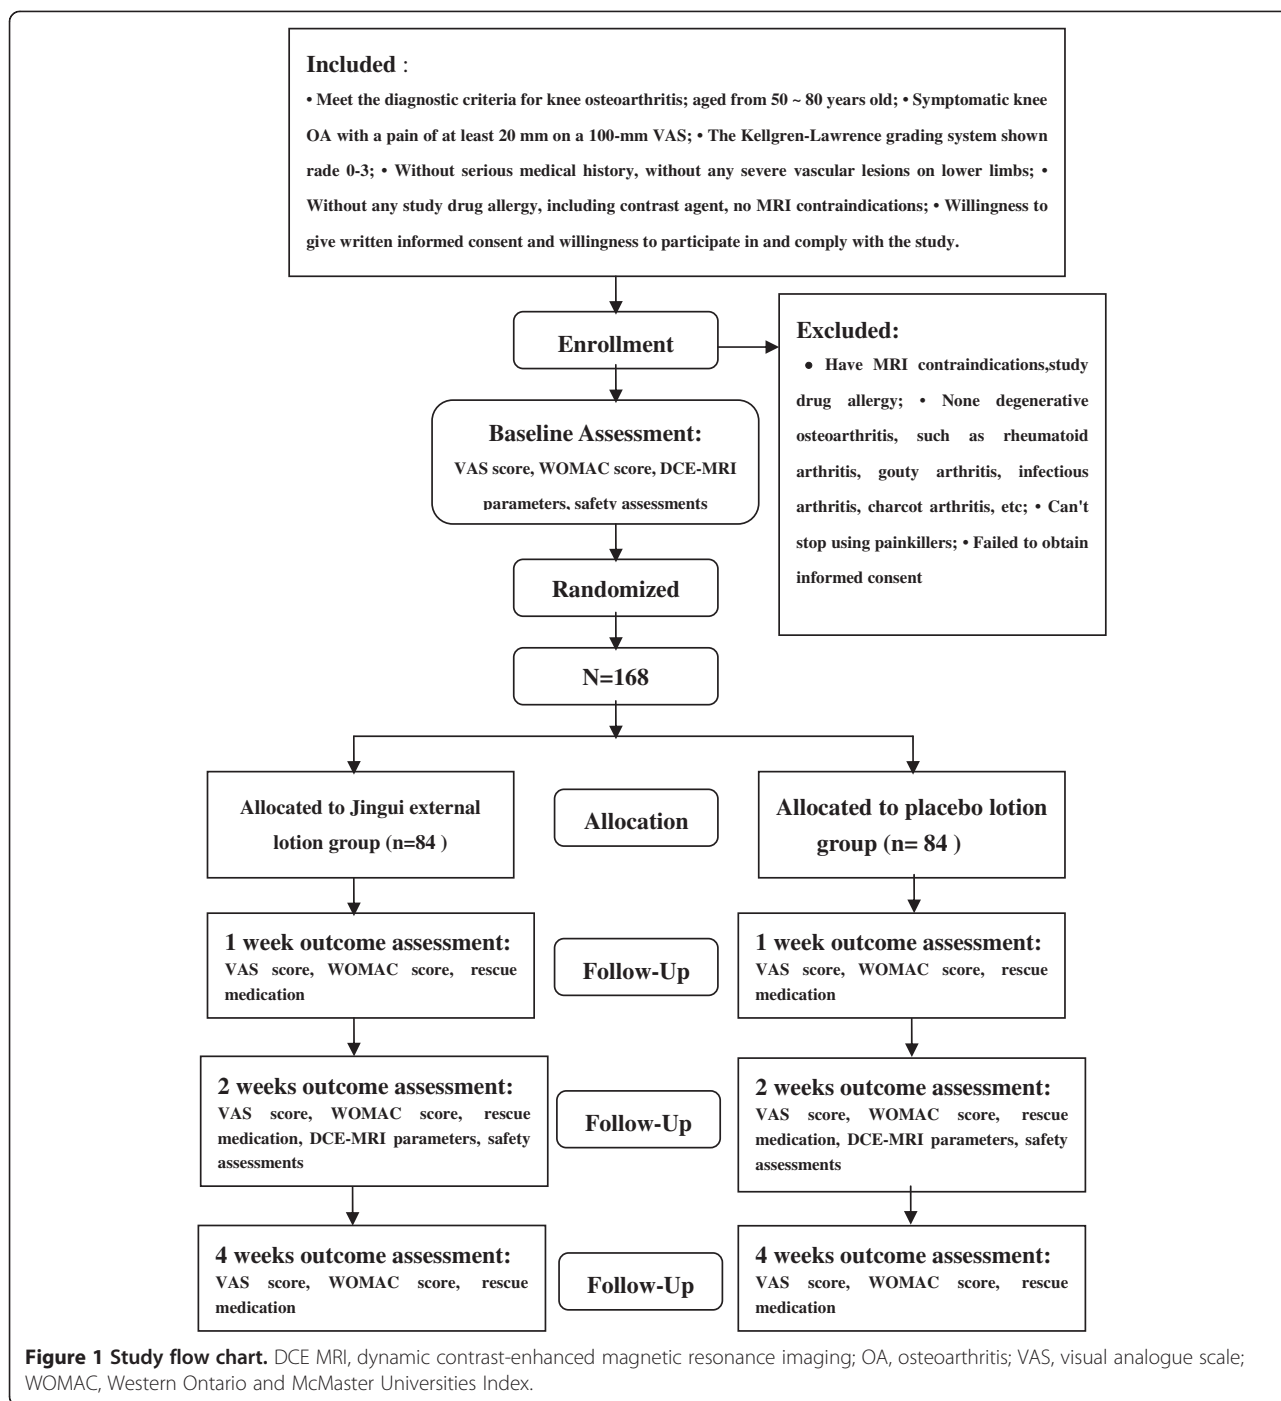 Included :
• Meet the diagnostic criteria for knee osteoarthritis; aged from 50 ~ 80 years old; • Symptomatic knee
OA with a pain of at least 20 mm on a 100-mm VAS; • The Kellgren-Lawrence grading system shown
rade 0-3; • Without serious medical history, without any severe vascular lesions on lower limbs; •
Without any study drug allergy, including contrast agent, no MRI contraindications; • Willingness to
give written informed consent and willingness to participate in and comply with the study.
Enrollment
Excluded:
• Have MRI contraindications,study
drug allergy; • None degenerative
osteoarthritis, such as rheumatoid
arthritis, gouty arthritis, infectious
arthritis, charcot arthritis, etc; • Can't
stop using painkillers; • Failed to obtain
informed consent
Baseline Assessment:
VAS score, WOMAC score, DCE-MRI
parameters, safety assessments
Randomized
N=168
Allocated to Jingui external
lotion group (n=84 )
Allocation
Allocated to placebo lotion
group (n= 84 )
1 week outcome assessment:
VAS score, WOMAC score, rescue
medication
Follow-Up
1 week outcome assessment:
VAS score, WOMAC score, rescue
medication
2 weeks outcome assessment:
VAS score, WOMAC score, rescue
medication, DCE-MRI parameters, safety
assessments
Follow-Up
2 weeks outcome assessment:
VAS score, WOMAC score, rescue
medication, DCE-MRI parameters, safety
assessments
4 weeks outcome assessment:
VAS score, WOMAC score, rescue
medication
Follow-Up
4 weeks outcome assessment:
VAS score, WOMAC score, rescue
medication
Figure 1 Study flow chart. DCE MRI, dynamic contrast-enhanced magnetic resonance imaging; OA, osteoarthritis; VAS, visual analogue scale;
WOMAC, Western Ontario and McMaster Universities Index.